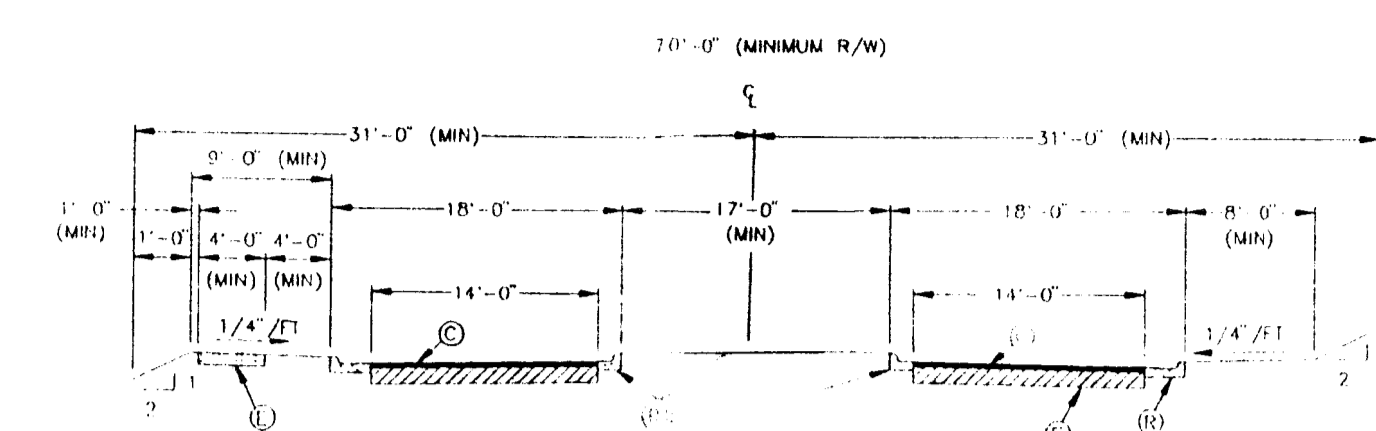 70'-0" (MINIMUM R/W)
℄
31'-0" (MIN) 31'-0" (MIN)
9'-0" (MIN)
1'-0" 18'-0" 17'-0" 18'-0" 8'-0"
(MIN) (MIN) (MIN)
1'-0" 4'-0" 4'-0"
(MIN) (MIN)
14'-0" 14'-0"
1/4"/FT C 1/4"/FT
1 1
2 2
E R